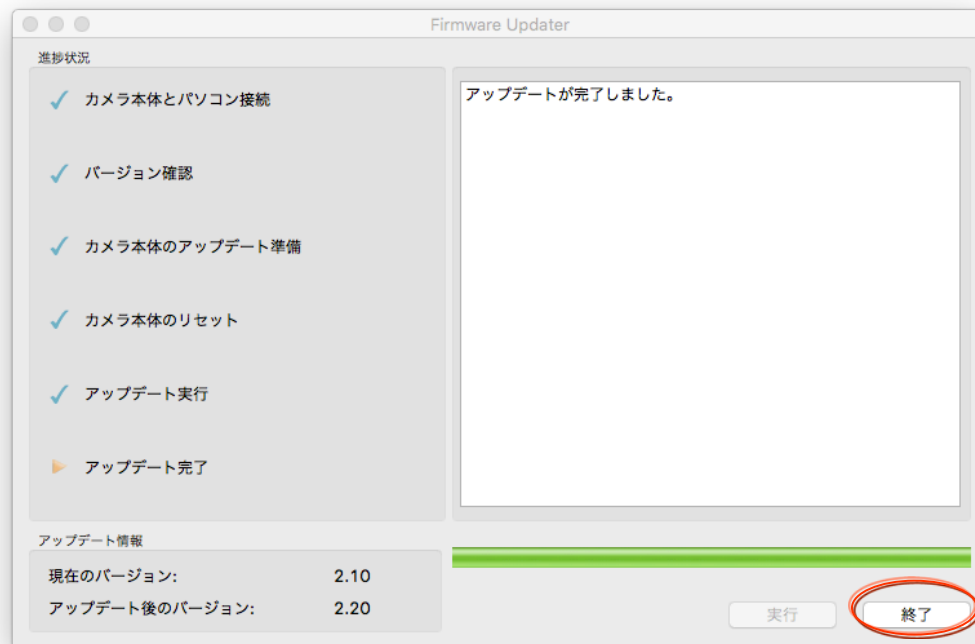 Firmware Updater
進捗状況
カメラ本体とパソコン接続
バージョン確認
カメラ本体のアップデート準備
カメラ本体のリセット
アップデート実行
アップデート完了
アップデートが完了しました。
アップデート情報
現在のバージョン: 2.10
アップデート後のバージョン: 2.20
実行
終了